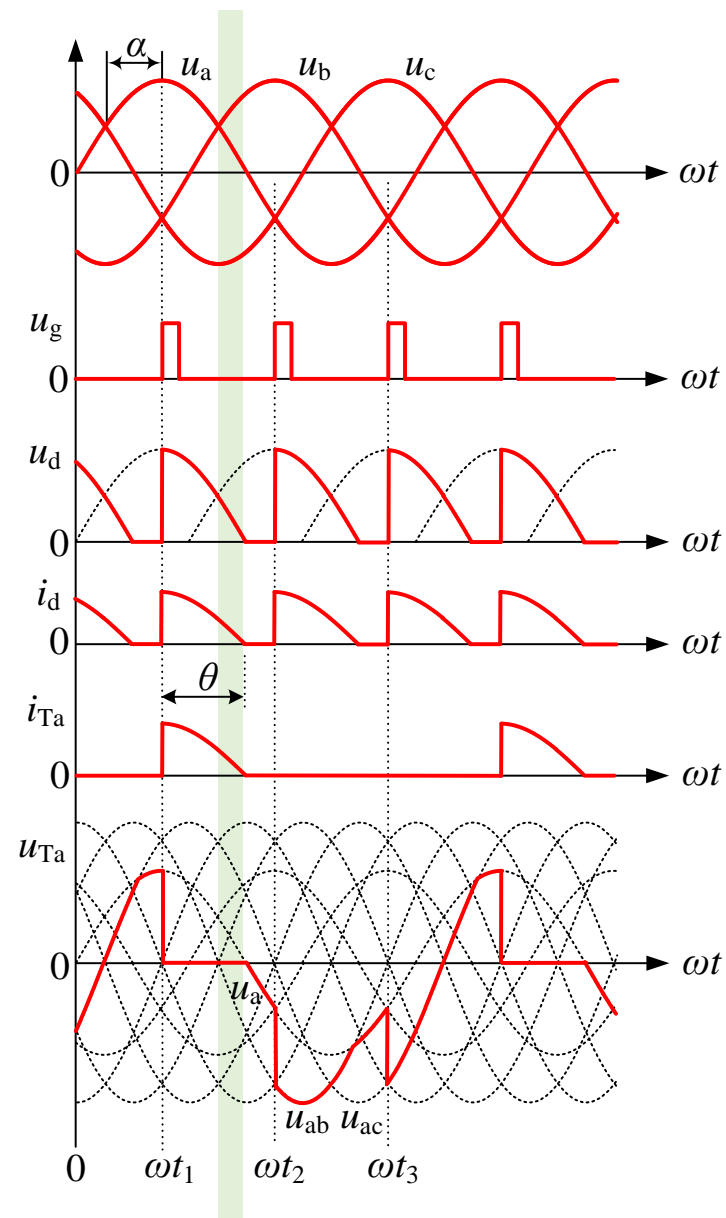 α
u_a u_b u_c
0 ωt
u_g
0 ωt
u_d
0 ωt
i_d
0 ωt
θ
i_Ta
0 ωt
u_Ta
0 ωt
u_a
u_ab u_ac
0 ωt_1 ωt_2 ωt_3